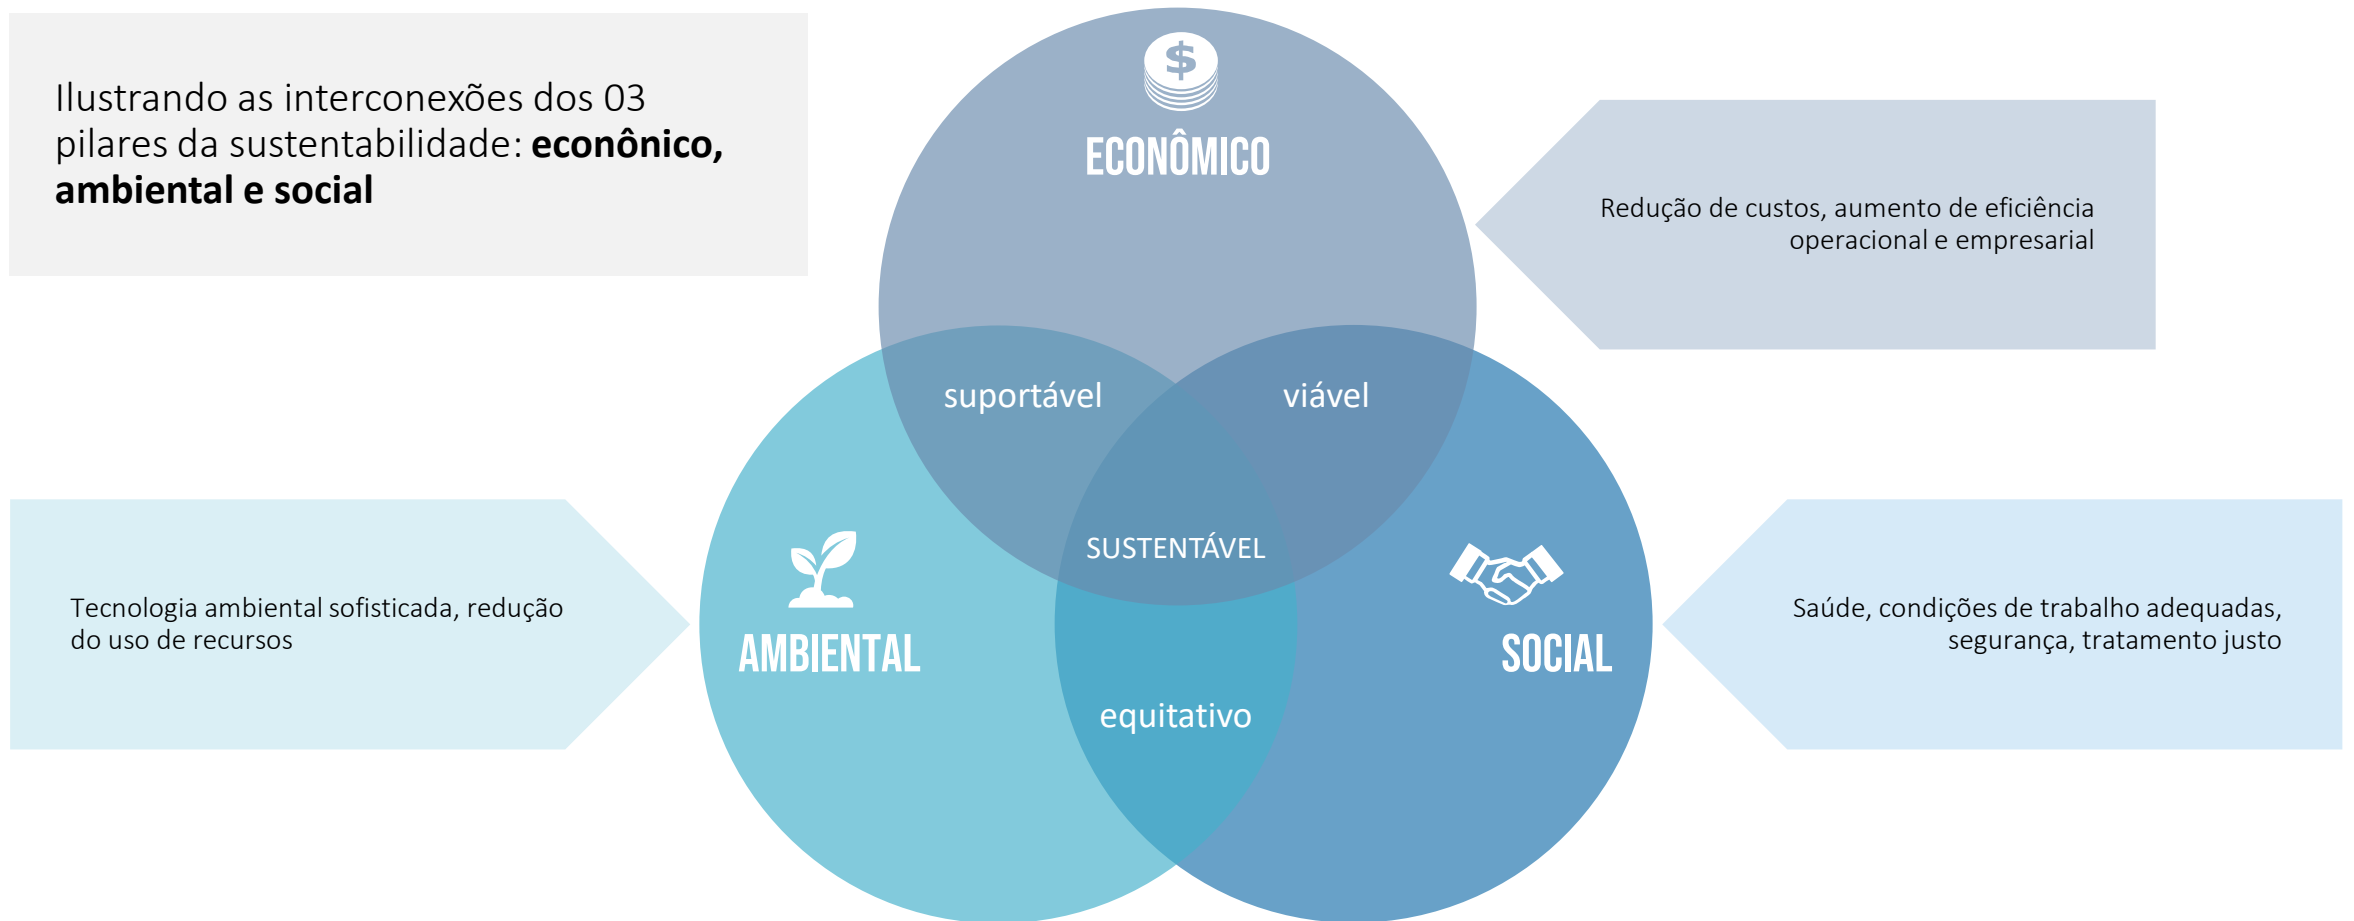 Ilustrando as interconexões dos 03
pilares da sustentabilidade: econônico,
ambiental e social
$
ECONÔMICO
Redução de custos, aumento de eficiência
operacional e empresarial
suportável
viável
SUSTENTÁVEL
Tecnologia ambiental sofisticada, redução
do uso de recursos
AMBIENTAL
SOCIAL
Saúde, condições de trabalho adequadas,
segurança, tratamento justo
equitativo